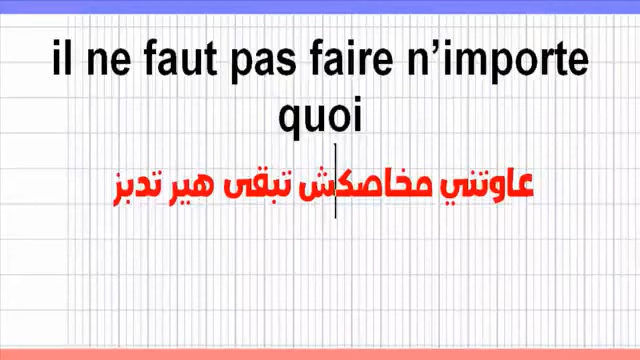 il ne faut pas faire n’importe
quoi
عاوتني مخاصكش تبقى هير تدبز